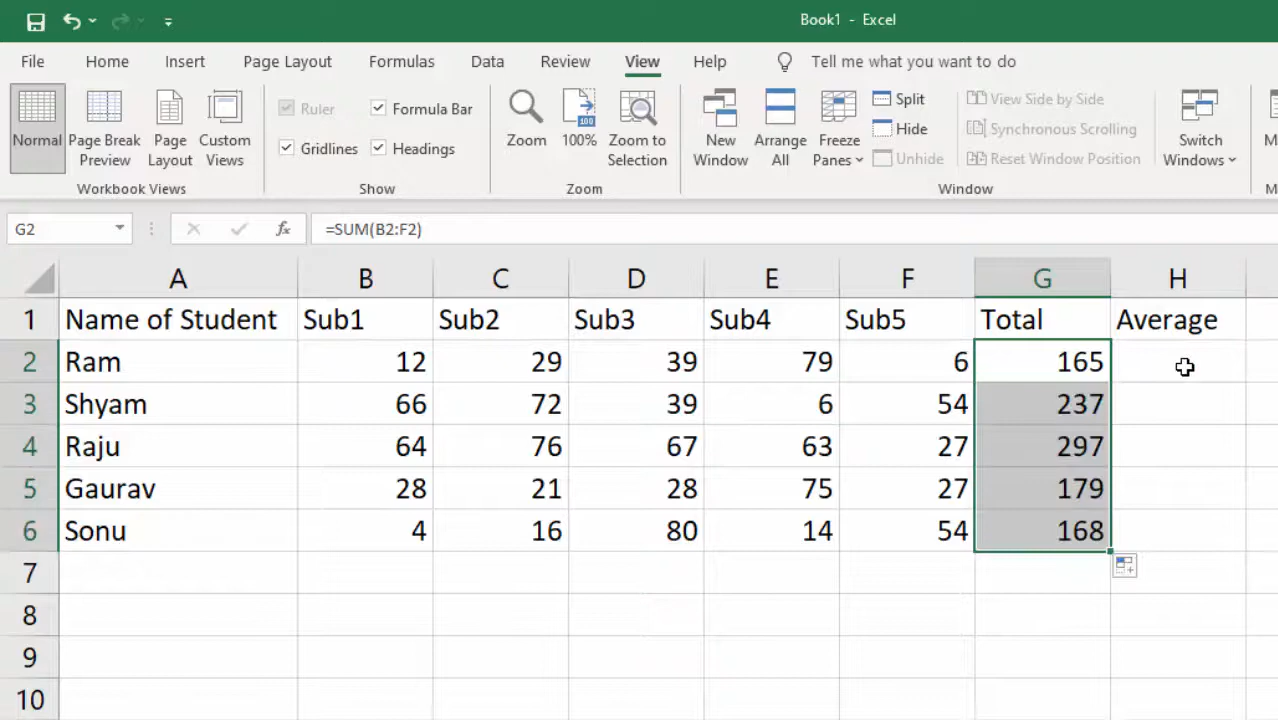 Book1 - Excel
File Home Insert Page Layout Formulas Data Review View Help Tell me what you want to do
Normal Page Break Preview Page Layout Custom Views
Workbook Views
Ruler Formula Bar
Gridlines Headings
Show
Zoom 100% Zoom to Selection
Zoom
New Window Arrange All Freeze Panes
Split
Hide
Unhide
View Side by Side
Synchronous Scrolling
Reset Window Position
Switch Windows
Window
G2 fx =SUM(B2:F2)
A B C D E F G H
1 Name of Student Sub1 Sub2 Sub3 Sub4 Sub5 Total Average
2 Ram 12 29 39 79 6 165
3 Shyam 66 72 39 6 54 237
4 Raju 64 76 67 63 27 297
5 Gaurav 28 21 28 75 27 179
6 Sonu 4 16 80 14 54 168
7
8
9
10